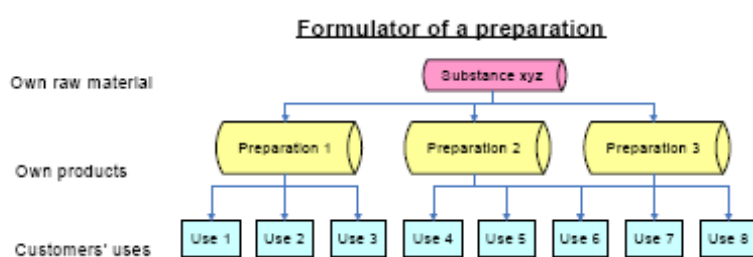 Formulator of a preparation
Own raw material
Substance xyz
Preparation 1 Preparation 2 Preparation 3
Own products
Use 1 Use 2 Use 3 Use 4 Use 5 Use 6 Use 7 Use 8
Customers' uses